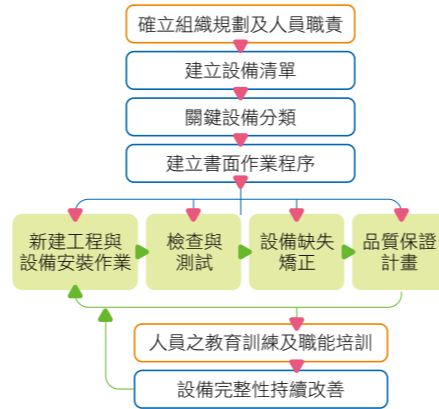 確立組織規劃及人員職責
建立設備清單
關鍵設備分類
建立書面作業程序
新建工程與
設備安裝作業
檢查與
測試
設備缺失
矯正
品質保證
計畫
人員之教育訓練及職能培訓
設備完整性持續改善